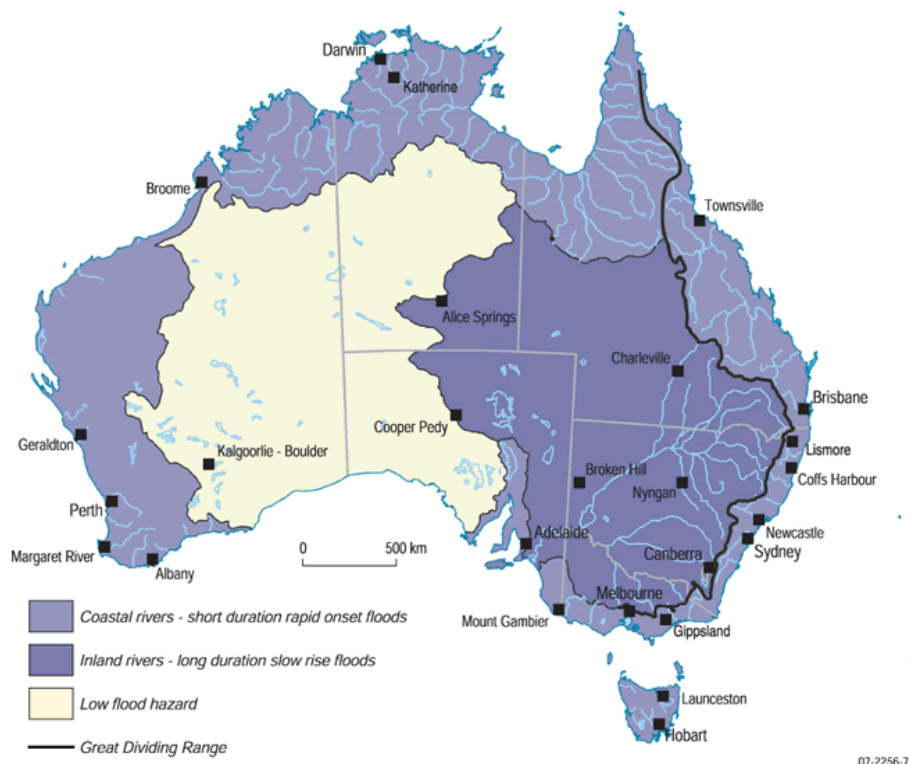 Darwin
Katherine
Broome
Townsville
Alice Springs
Charleville
Brisbane
Cooper Pedy
Geraldton
Kalgoorlie - Boulder
Lismore
Broken Hill
Coffs Harbour
Nyngan
Perth
Newcastle
Adelaide
Sydney
0 500 km
Canberra
Margaret River
Albany
Melbourne
Mount Gambier
Gippsland
Coastal rivers - short duration rapid onset floods
Inland rivers - long duration slow rise floods
Low flood hazard
Launceston
Hobart
Great Dividing Range
07-2256-7